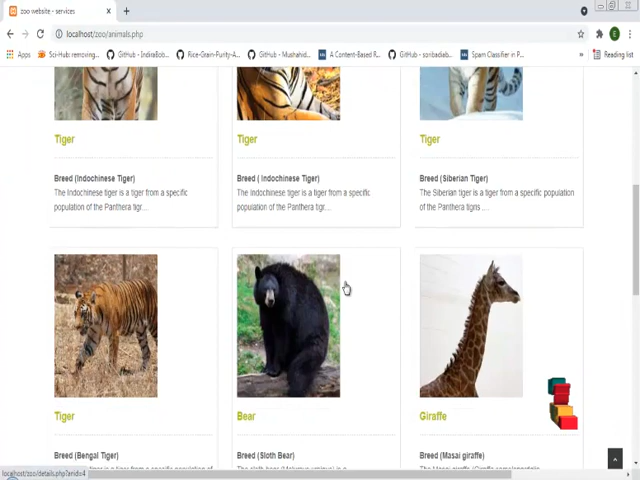 zoo website - services
localhost/zoo/animals.php
Apps
Sci-Hub: removing...
GitHub - IndiraBob...
Rice-Grain-Purity-A...
GitHub - Mushahid...
A Content-Based R...
GitHub - soribadiab...
Spam Classifier in P...
»
Reading list
Tiger
Tiger
Tiger
Breed (Indochinese Tiger)
Breed ( Indochinese Tiger)
Breed (Siberian Tiger)
The Indochinese tiger is a tiger from a specific
population of the Panthera tigr....
The Indochinese tiger is a tiger from a specific
population of the Panthera tigr....
The Siberian tiger is a tiger from a specific population
of the Panthera tigris ....
Tiger
Bear
Giraffe
Breed (Bengal Tiger)
Breed (Sloth Bear)
Breed (Masai giraffe)
localhost/zoo/details.php?anid=4